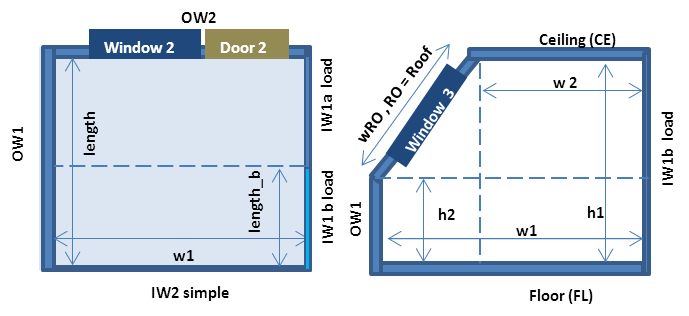 OW2
Window 2
Door 2
OW1
length
IW1a load
length_b
IW1 b load
w1
IW2 simple
Ceiling (CE)
wRO , RO = Roof
Window 3
w 2
IW1b load
OW1
h2
h1
w1
Floor (FL)